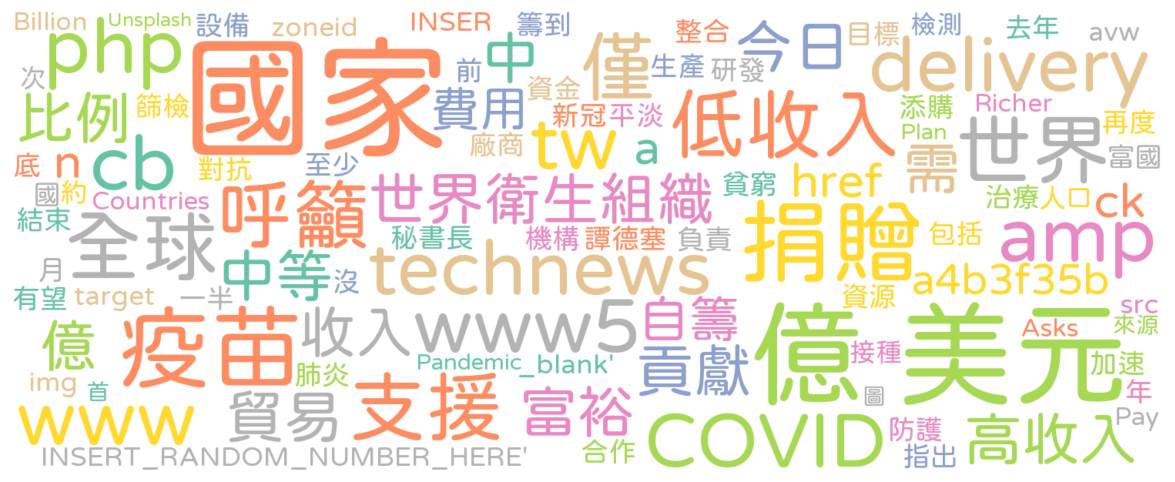 Billion Unsplash 設備 zoneid INSER 籌到 整合 目標 檢測 去年 avw
php 國家 中 僅 今日 delivery
次 前 資金 生產 研發
比例 篩檢 費用 新冠 平淡 低收入 添購 Richer 再度
廠商 Plan 世界 富國
底 n cb 對抗 至少 tw a 需
國 約 Countries 呼籲 世界衛生組織 貧窮 href 治療 人口 ck
結束 全球 秘書長 機構 譚德塞 負責 捐贈 包括 amp
月 中等 沒 technews a4b3f35b
有望 target 一半 資源 src
億 疫苗 收入 www5 自籌 億 美元 Asks 來源
img 首 肺炎 Pandemic _blank' 貢獻 接種 加速
圖 年
www 貿易 支援 富裕 COVID 防護 高收入 Pay
INSERT_RANDOM_NUMBER_HERE' 合作 指出